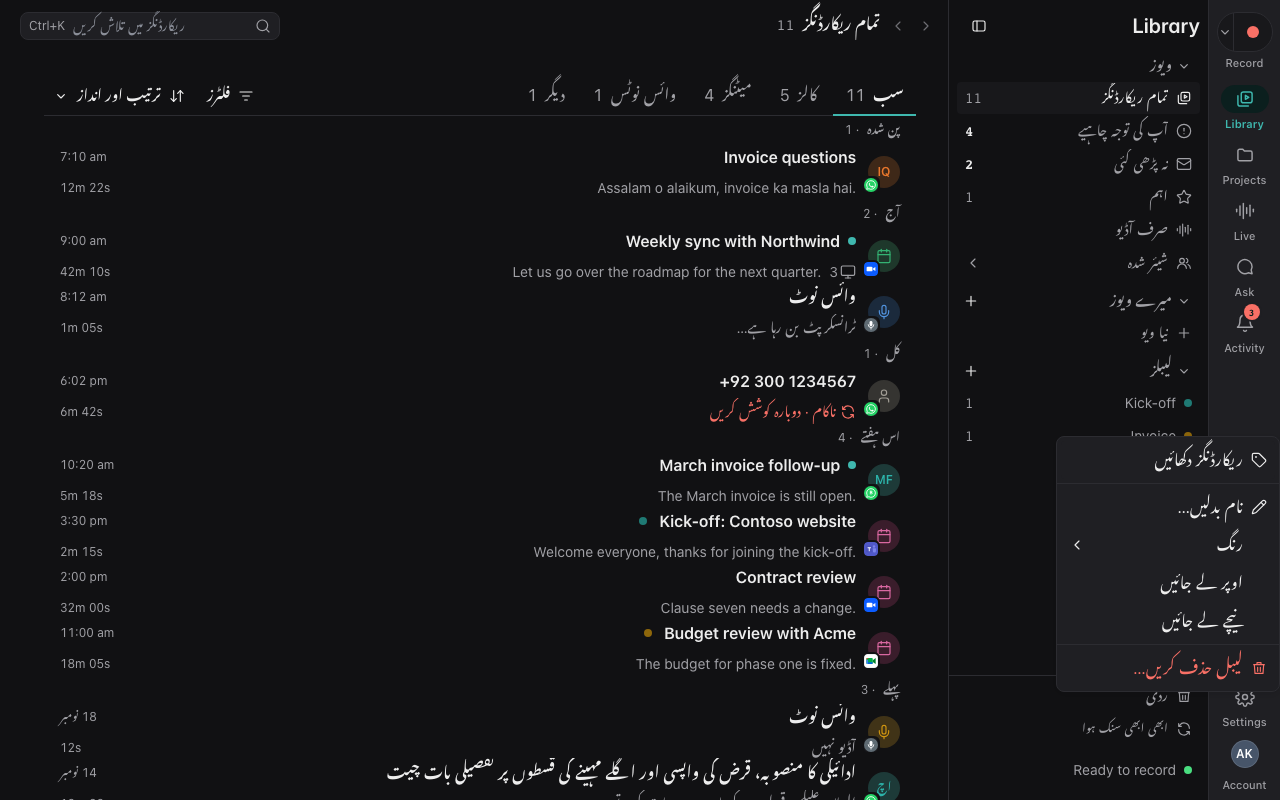 Record
Library
Projects
Live
Ask
3
Activity
Settings
AK
Account
Library
ویوز
تمام ریکارڈنگز 11
آپ کی توجہ چاہیے 4
نہ پڑھی گئی 2
اہم 1
صرف آڈیو
شیئر شدہ
میرے ویوز
نیا ویو
لیبلز
Kick-off 1
Invoice 1
ریکارڈنگز دکھائیں
نام بدلیں...
رنگ
اوپر لے جائیں
نیچے لے جائیں
لیبل حذف کریں...
ردی
ابھی ابھی سنک ہوا
Ready to record
تمام ریکارڈنگز 11
ریکارڈنگز میں تلاش کریں Ctrl+K
سب 11
کالز 5
میٹنگز 4
وائس نوٹس 1
دیگر 1
فلٹرز
ترتیب اور انداز
پن شدہ · 1
IQ
Invoice questions 7:10 am
Assalam o alaikum, invoice ka masla hai. 12m 22s
آج · 2
Weekly sync with Northwind 9:00 am
3 Let us go over the roadmap for the next quarter. 42m 10s
وائس نوٹ 8:12 am
ٹرانسکرپٹ بن رہا ہے... 1m 05s
کل · 1
+92 300 1234567 6:02 pm
ناکام · دوبارہ کوشش کریں 6m 42s
اس ہفتے · 4
MF
March invoice follow-up 10:20 am
The March invoice is still open. 5m 18s
Kick-off: Contoso website 3:30 pm
Welcome everyone, thanks for joining the kick-off. 2m 15s
Contract review 2:00 pm
Clause seven needs a change. 32m 00s
Budget review with Acme 11:00 am
The budget for phase one is fixed. 18m 05s
پہلے · 3
وائس نوٹ 18 نومبر
آڈیو نہیں 12s
اچ
ادائیگی کا منصوبہ، قرض کی واپسی اور اگلے مہینے کی قسطوں پر تفصیلی بات چیت 14 نومبر